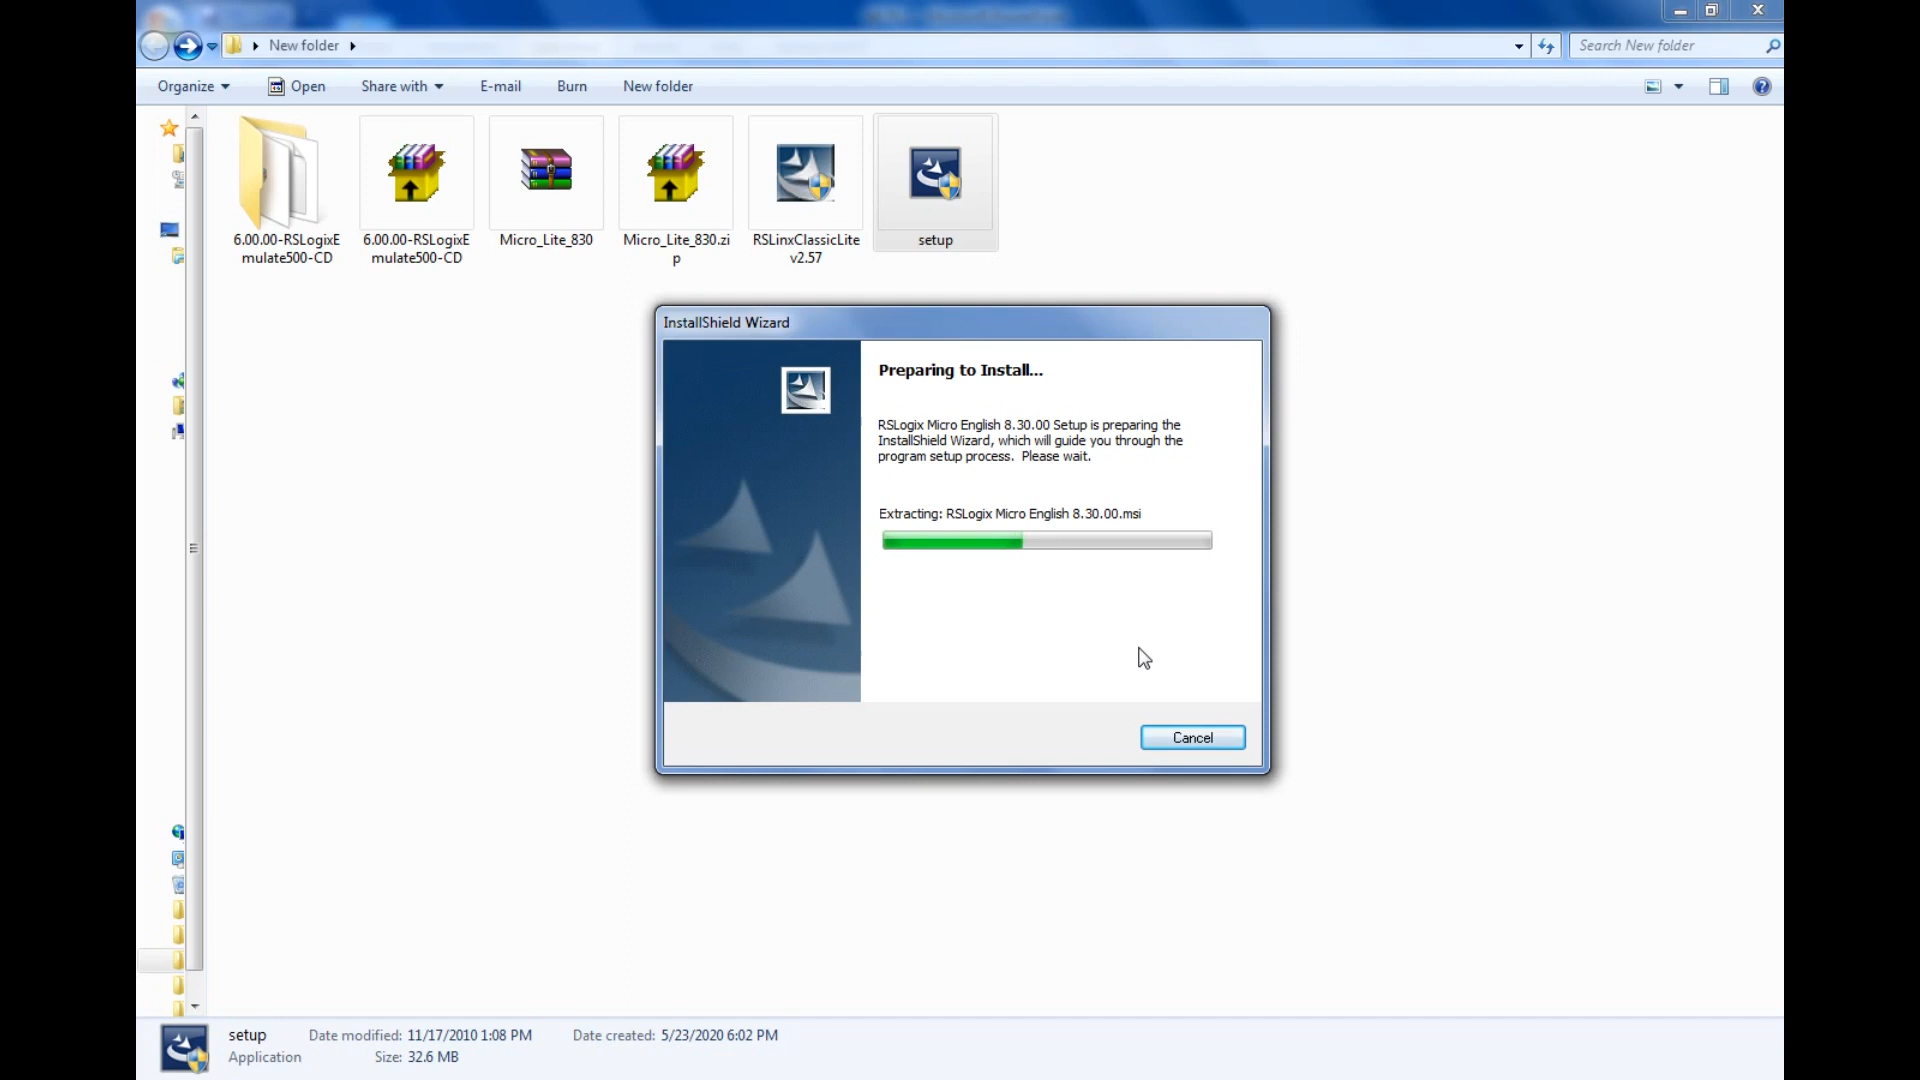 New folder
Search New folder
Organize
Open
Share with
E-mail
Burn
New folder
6.00.00-RSLogixE
mulate500-CD
6.00.00-RSLogixE
mulate500-CD
Micro_Lite_830
Micro_Lite_830.zi
p
RSLinxClassicLite
v2.57
setup
InstallShield Wizard
Preparing to Install...
RSLogix Micro English 8.30.00 Setup is preparing the
InstallShield Wizard, which will guide you through the
program setup process. Please wait.
Extracting: RSLogix Micro English 8.30.00.msi
Cancel
setup Date modified: 11/17/2010 1:08 PM Date created: 5/23/2020 6:02 PM
Application Size: 32.6 MB